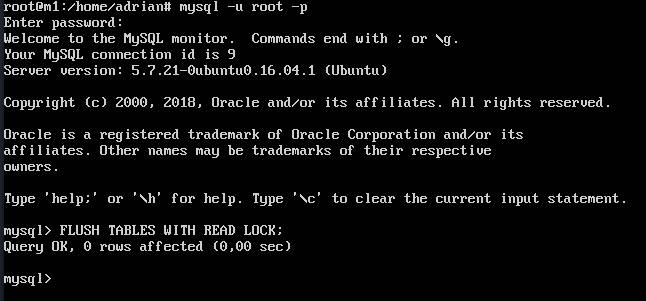 root@m1:/home/adrian# mysql -u root -p
Enter password:
Welcome to the MySQL monitor.  Commands end with ; or \g.
Your MySQL connection id is 9
Server version: 5.7.21-0ubuntu0.16.04.1 (Ubuntu)
Copyright (c) 2000, 2018, Oracle and/or its affiliates. All rights reserved.
Oracle is a registered trademark of Oracle Corporation and/or its
affiliates. Other names may be trademarks of their respective
owners.
Type 'help;' or '\h' for help. Type '\c' to clear the current input statement.
mysql> FLUSH TABLES WITH READ LOCK;
Query OK, 0 rows affected (0,00 sec)
mysql>